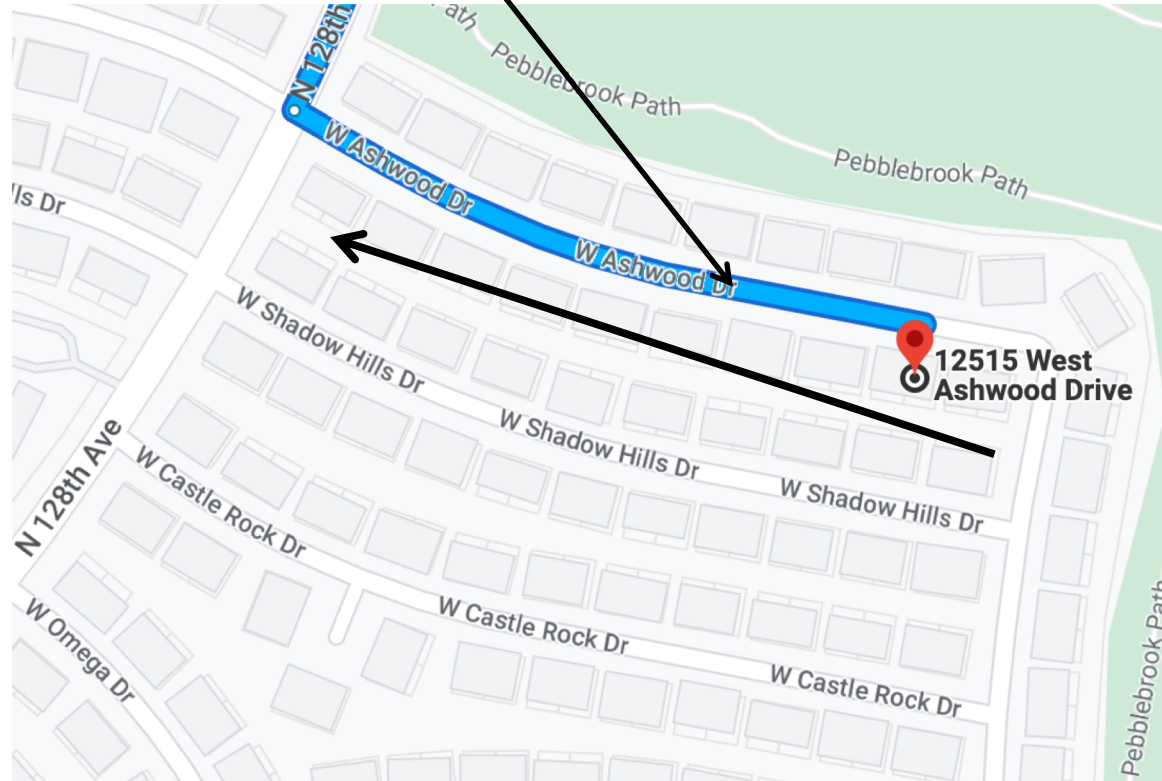 N 128th
ath
Pebblebrook Path
Pebblebrook Path
W Ashwood Dr
lls Dr
W Ashwood Dr
W Shadow Hills Dr
12515 West
Ashwood Drive
W Shadow Hills Dr
W Shadow Hills Dr
N 128th Ave
W Castle Rock Dr
W Castle Rock Dr
W Castle Rock Dr
W Omega Dr
Pebblebrook Path